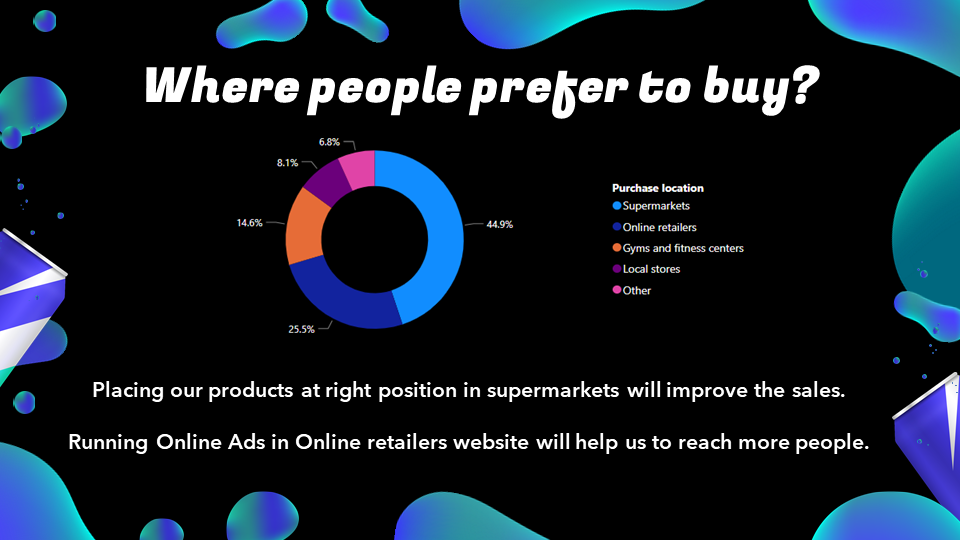 Where people prefer to buy?
6.8%
8.1%
14.6%
44.9%
25.5%
Purchase location
Supermarkets
Online retailers
Gyms and fitness centers
Local stores
Other
Placing our products at right position in supermarkets will improve the sales.
Running Online Ads in Online retailers website will help us to reach more people.